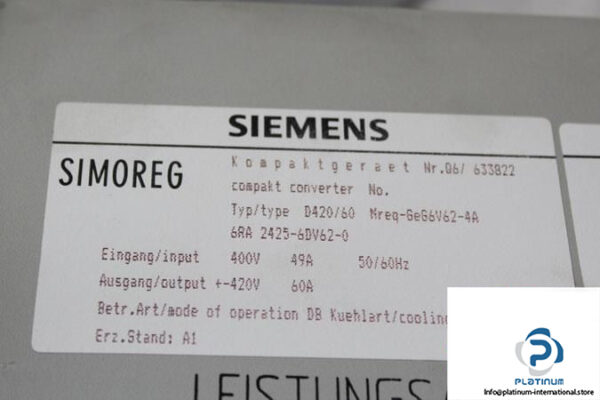 SIEMENS
SIMOREG
Kompaktgeraet Nr.Q6/ 633822
compakt converter No.
Typ/type D420/60 Mreq-GeG6V62-4A
6RA 2425-6DV62-0
Eingang/input 400V 49A 50/60Hz
Ausgang/output +-420V 60A
Betr.Art/mode of operation DB Kuehlart/cooling
Erz.Stand: A1
LEISTUNGS
PLATINUM
Info@platinum-international.store